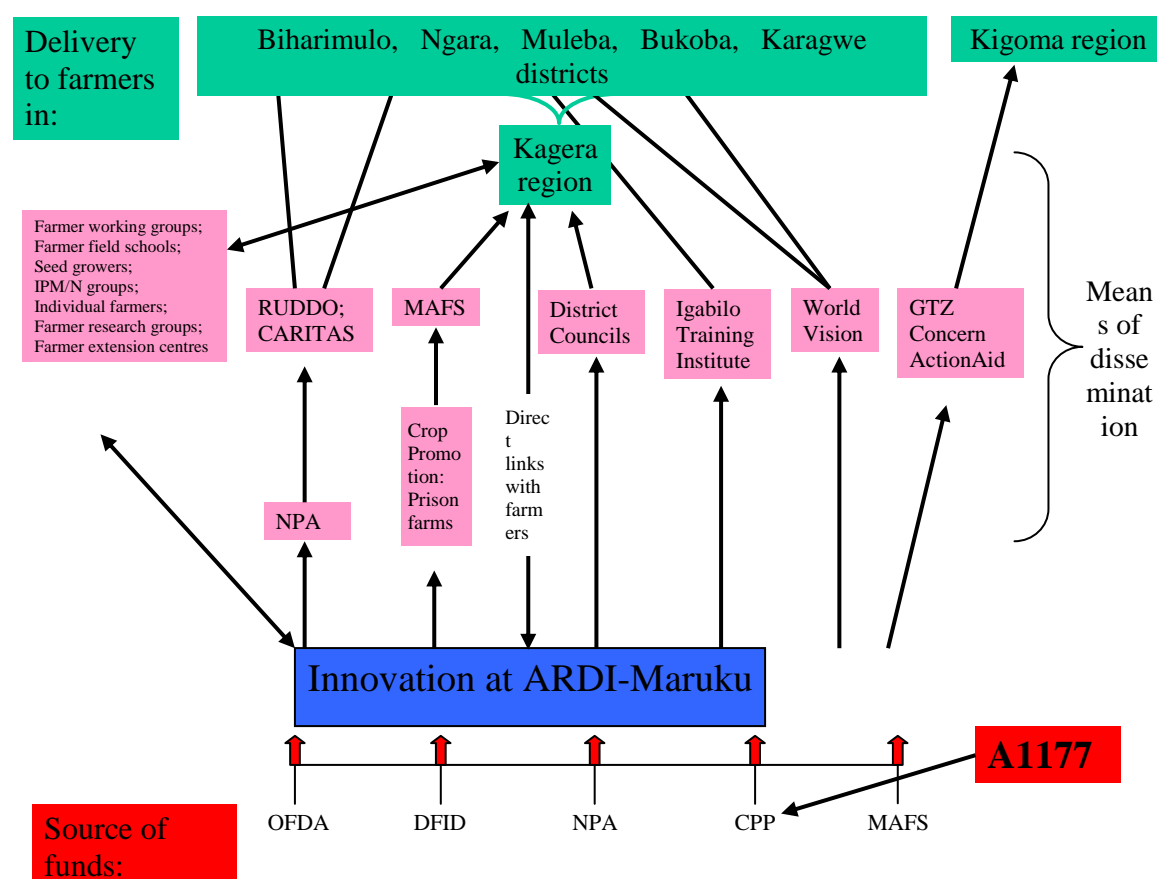 Delivery
to farmers
in:
Biharimulo, Ngara, Muleba, Bukoba, Karagwe
districts
Kigoma region
Kagera
region
Farmer working groups;
Farmer field schools;
Seed growers;
IPM/N groups;
Individual farmers;
Farmer research groups;
Farmer extension centres
RUDDO;
CARITAS
MAFS
District
Councils
Igabilo
Training
Institute
World
Vision
GTZ
Concern
ActionAid
Mean
s of
disse
minat
ion
NPA
Crop
Promo
tion:
Prison
farms
Direc
t
links
with
farm
ers
Innovation at ARDI-Maruku
A1177
OFDA
DFID
NPA
CPP
MAFS
Source of
funds: